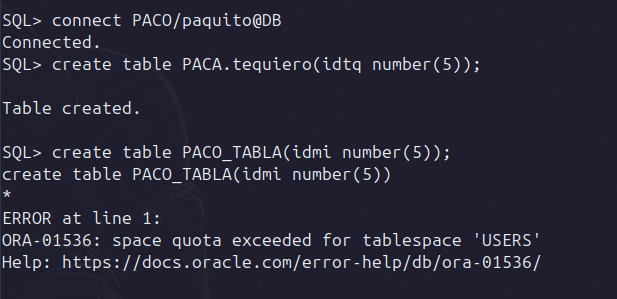 SQL> connect PACO/paquito@DB
Connected.
SQL> create table PACA.tequiero(idtq number(5));
Table created.
SQL> create table PACO_TABLA(idmi number(5));
create table PACO_TABLA(idmi number(5))
*
ERROR at line 1:
ORA-01536: space quota exceeded for tablespace 'USERS'
Help: https://docs.oracle.com/error-help/db/ora-01536/